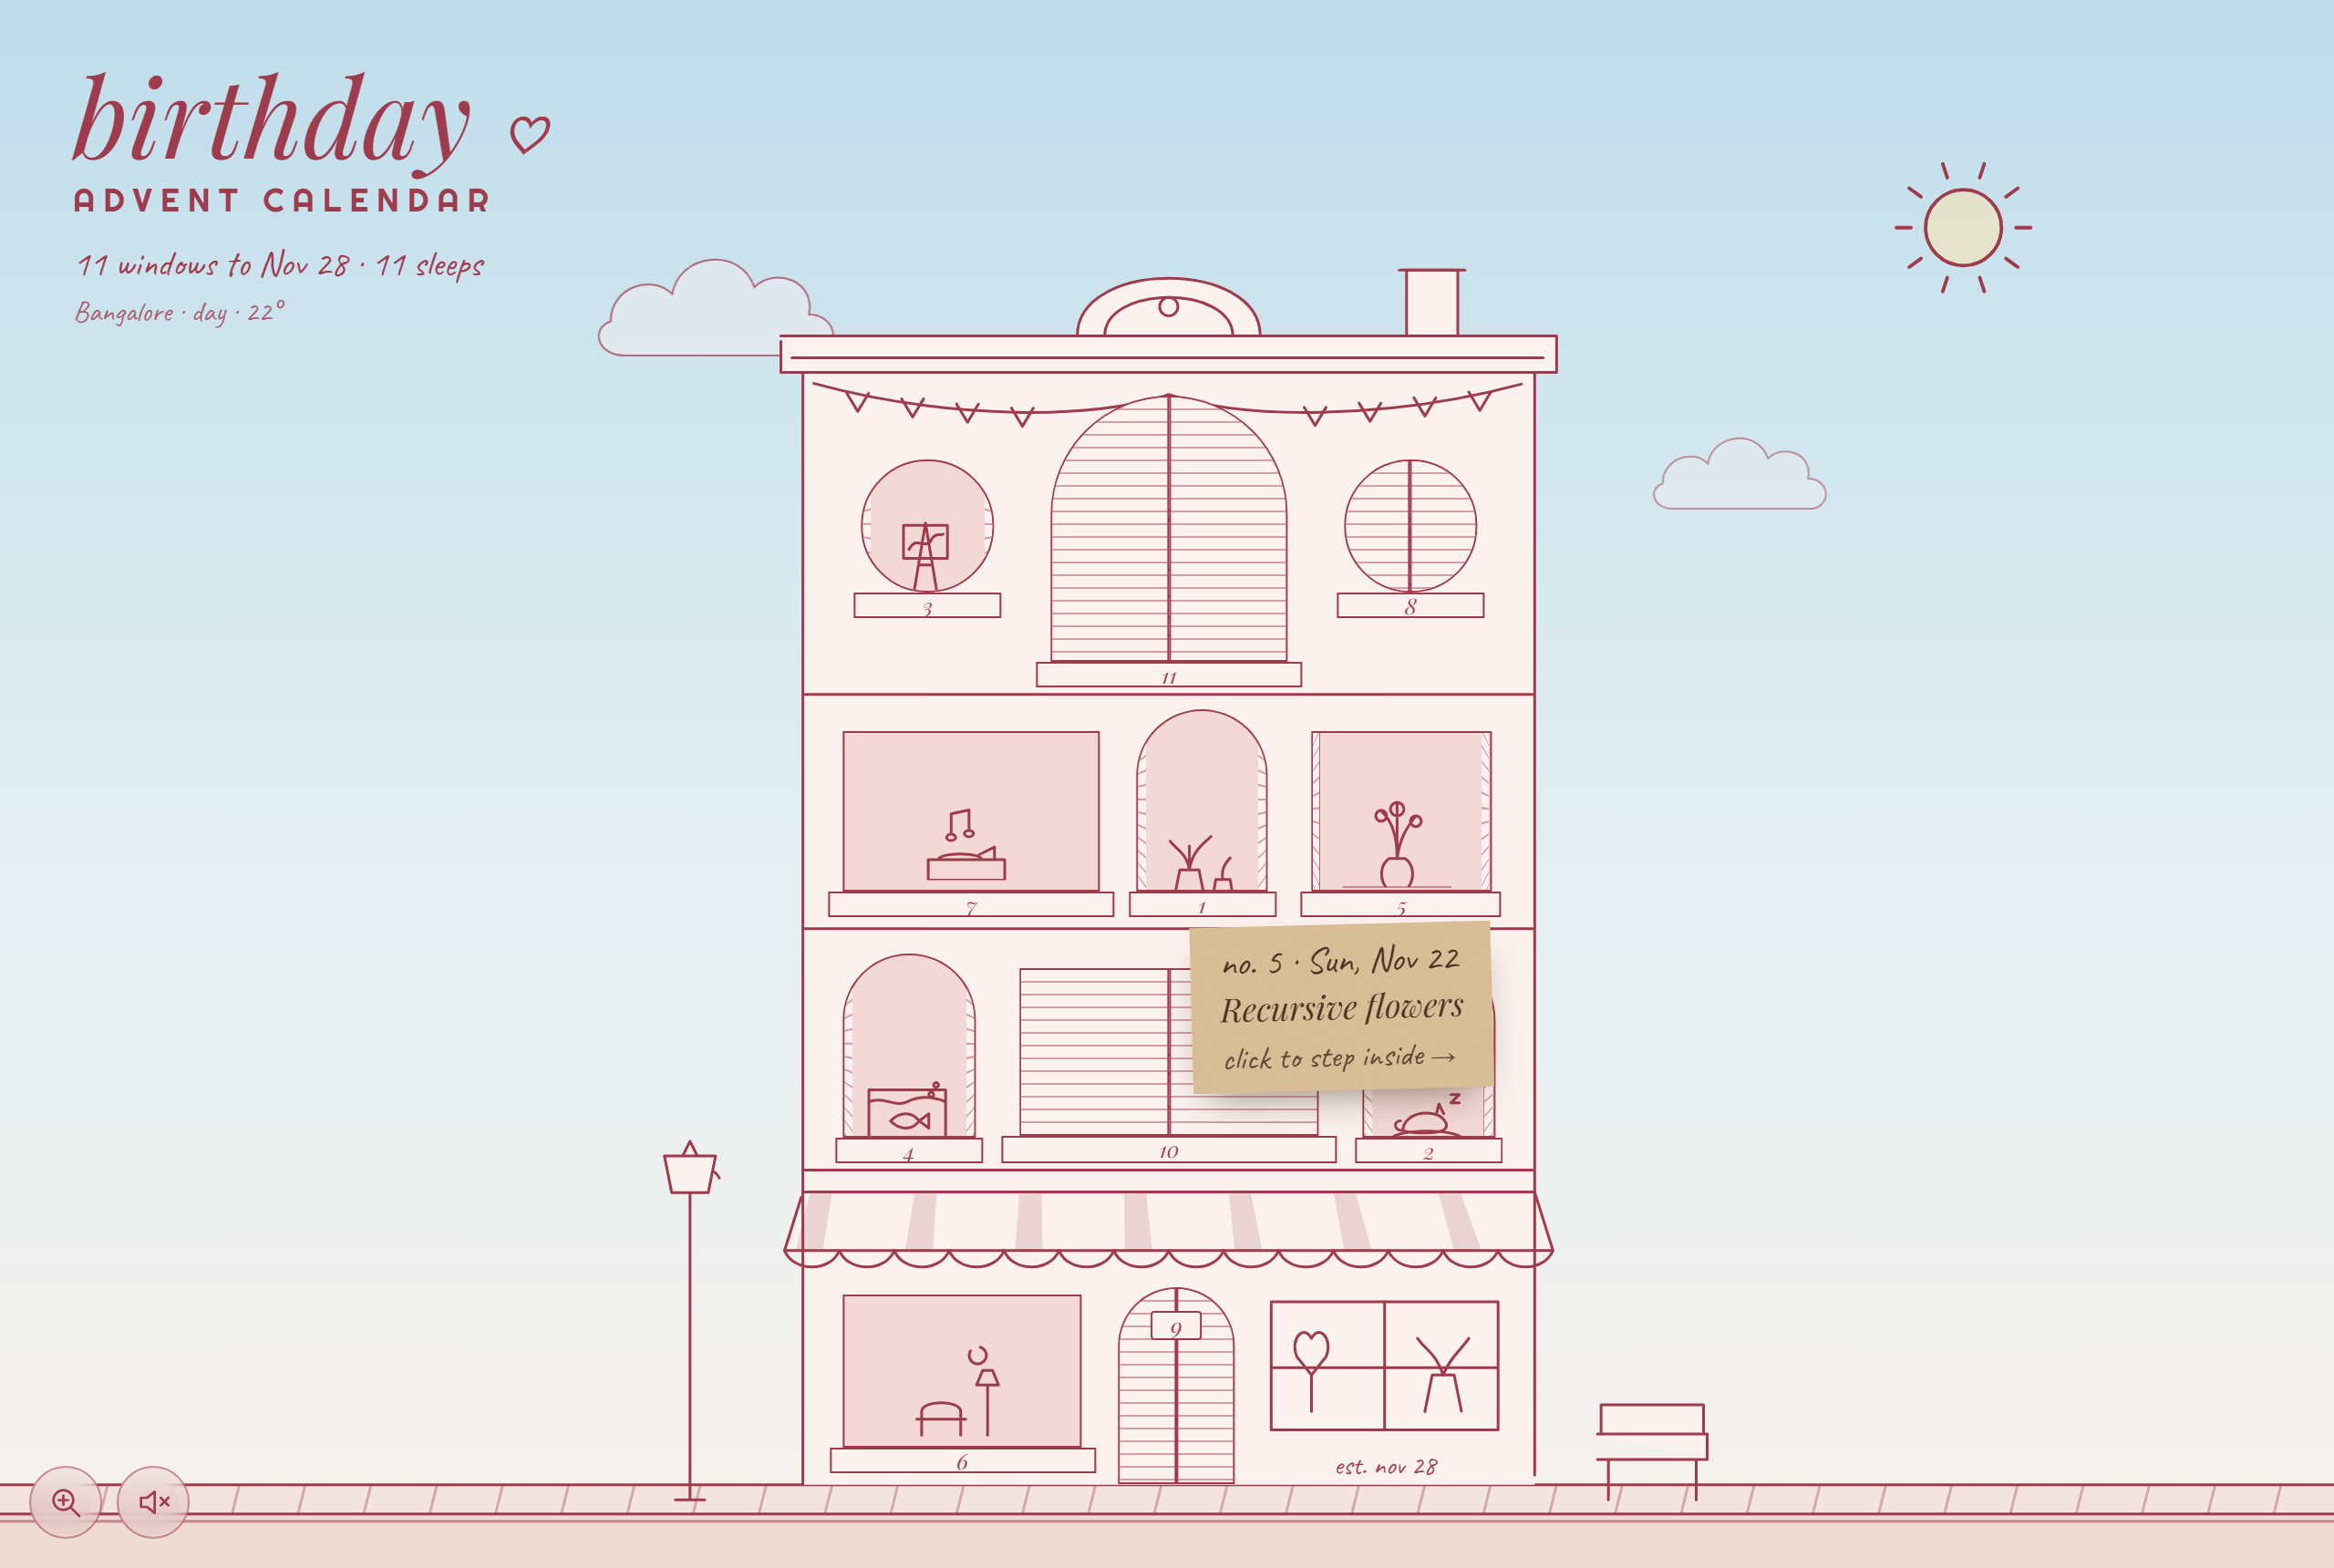 birthday
ADVENT CALENDAR
11 windows to Nov 28 · 11 sleeps
Bangalore · day · 22°
3
8
11
7
1
5
no. 5 · Sun, Nov 22
Recursive flowers
click to step inside →
z
4
10
2
9
6
est. nov 28